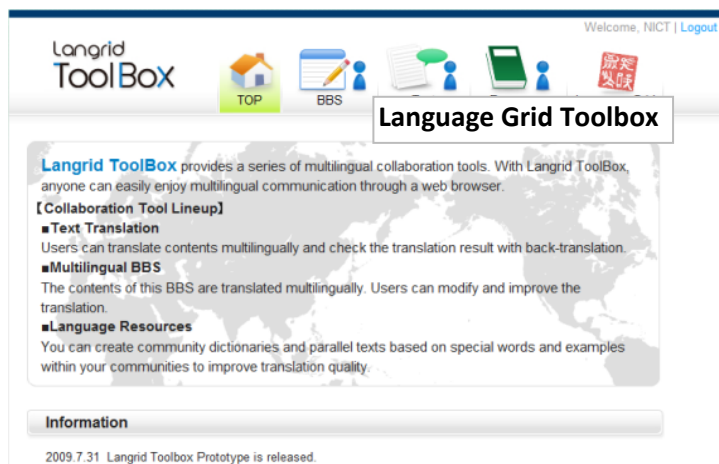 Welcome, NICT | Logout
Langrid
ToolBox
TOP
BBS
Language Grid Toolbox
Langrid ToolBox provides a series of multilingual collaboration tools. With Langrid ToolBox,
anyone can easily enjoy multilingual communication through a web browser.
【Collaboration Tool Lineup】
■Text Translation
Users can translate contents multilingually and check the translation result with back-translation.
■Multilingual BBS
The contents of this BBS are translated multilingually. Users can modify and improve the
translation.
■Language Resources
You can create community dictionaries and parallel texts based on special words and examples
within your communities to improve translation quality.
Information
2009.7.31 Langrid Toolbox Prototype is released.